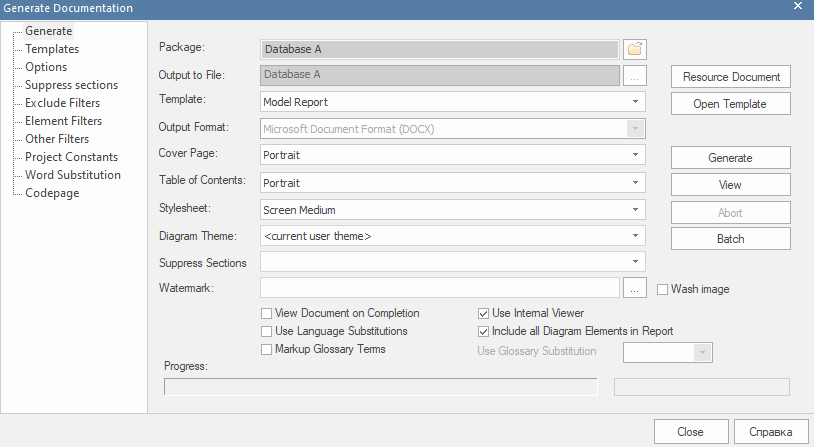 Generate Documentation
Generate
Templates
Options
Suppress sections
Exclude Filters
Element Filters
Other Filters
Project Constants
Word Substitution
Codepage
Package: Database A
Output to File: Database A ... Resource Document
Template: Model Report Open Template
Output Format: Microsoft Document Format (DOCX)
Cover Page: Portrait Generate
Table of Contents: Portrait View
Stylesheet: Screen Medium Abort
Diagram Theme: <current user theme> Batch
Suppress Sections
Watermark: ... Wash image
View Document on Completion Use Internal Viewer
Use Language Substitutions Include all Diagram Elements in Report
Markup Glossary Terms Use Glossary Substitution
Progress:
Close Справка